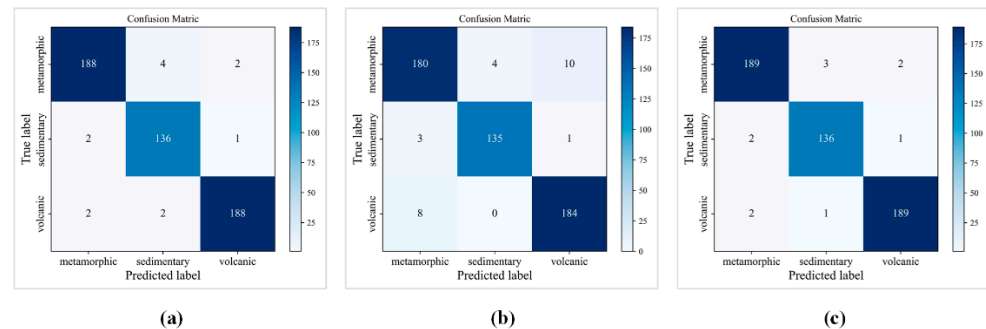 Confusion Matric
metamorphic 188 4 2
sedimentary 2 136 1
volcanic 2 2 188
metamorphic sedimentary volcanic
Predicted label
True label
175
150
125
100
75
50
25
(a)
Confusion Matric
metamorphic 180 4 10
sedimentary 3 135 1
volcanic 8 0 184
metamorphic sedimentary volcanic
Predicted label
True label
175
150
125
100
75
50
25
0
(b)
Confusion Matric
metamorphic 189 3 2
sedimentary 2 136 1
volcanic 2 1 189
metamorphic sedimentary volcanic
Predicted label
True label
175
150
125
100
75
50
25
(c)